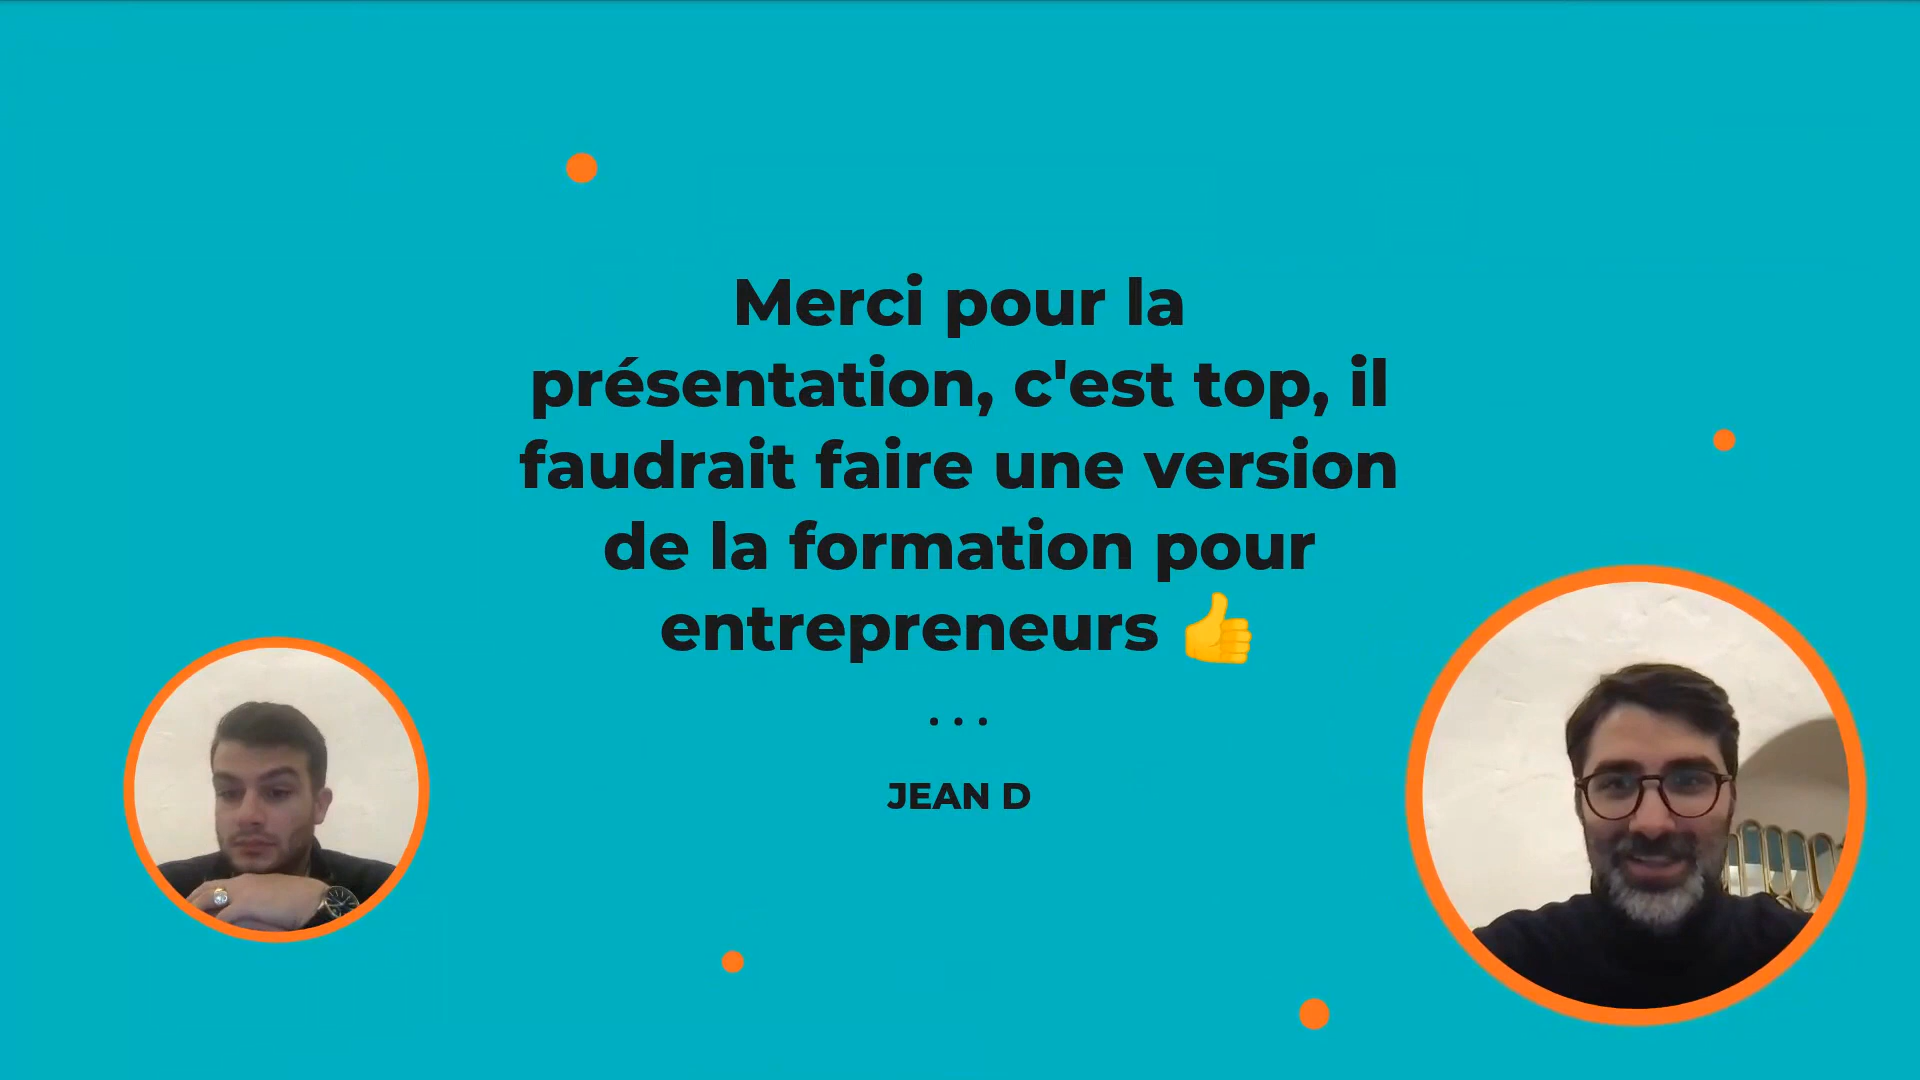 Merci pour la
présentation, c'est top, il
faudrait faire une version
de la formation pour
entrepreneurs 👍
...
JEAN D